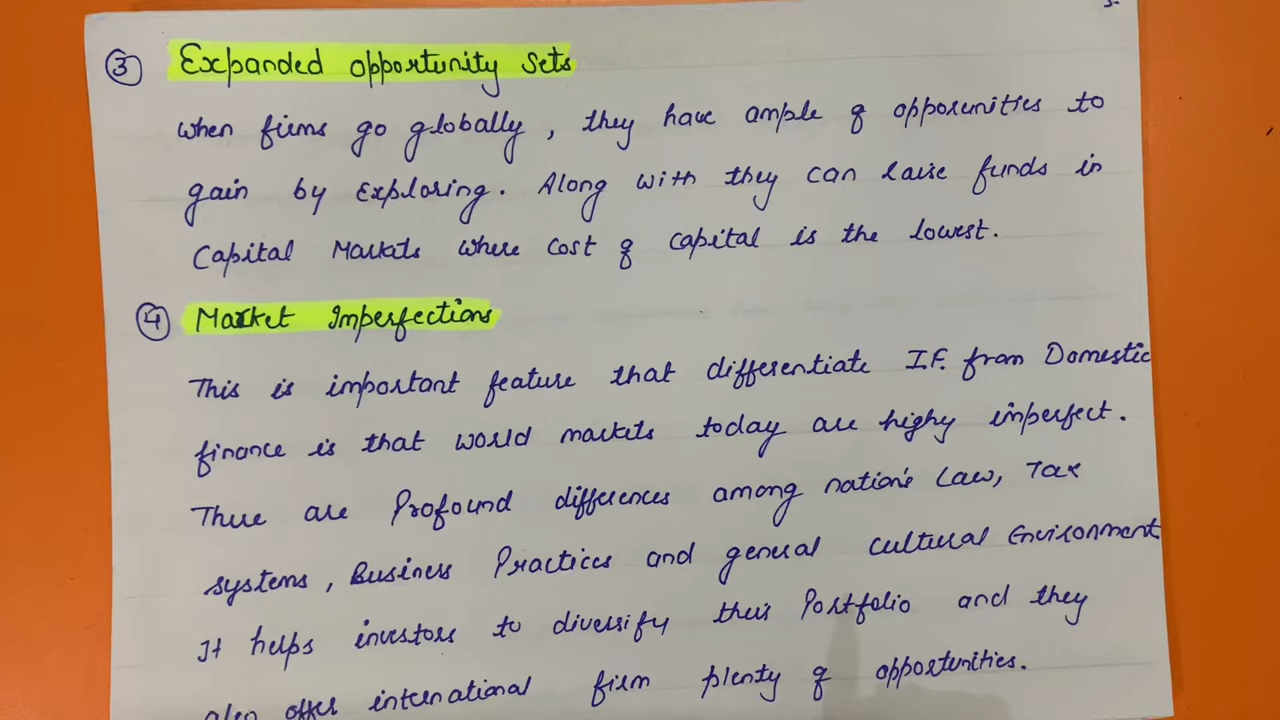 ③ Expanded opportunity Sets
When firms go globally, they have ample of opporunities to
gain by Exploring. Along with they can raise funds in
Capital Markets where cost of capital is the lowest.
④ Market Imperfections
This is important feature that differentiate I.F. from Domestic
finance is that world markets today are highy imperfect.
There are Profound differences among nation's Law, Tax
systems, Business Practices and general cultural Environment
It helps investors to diversify their Portfolio and they
also offer international firm plenty of opportunities.